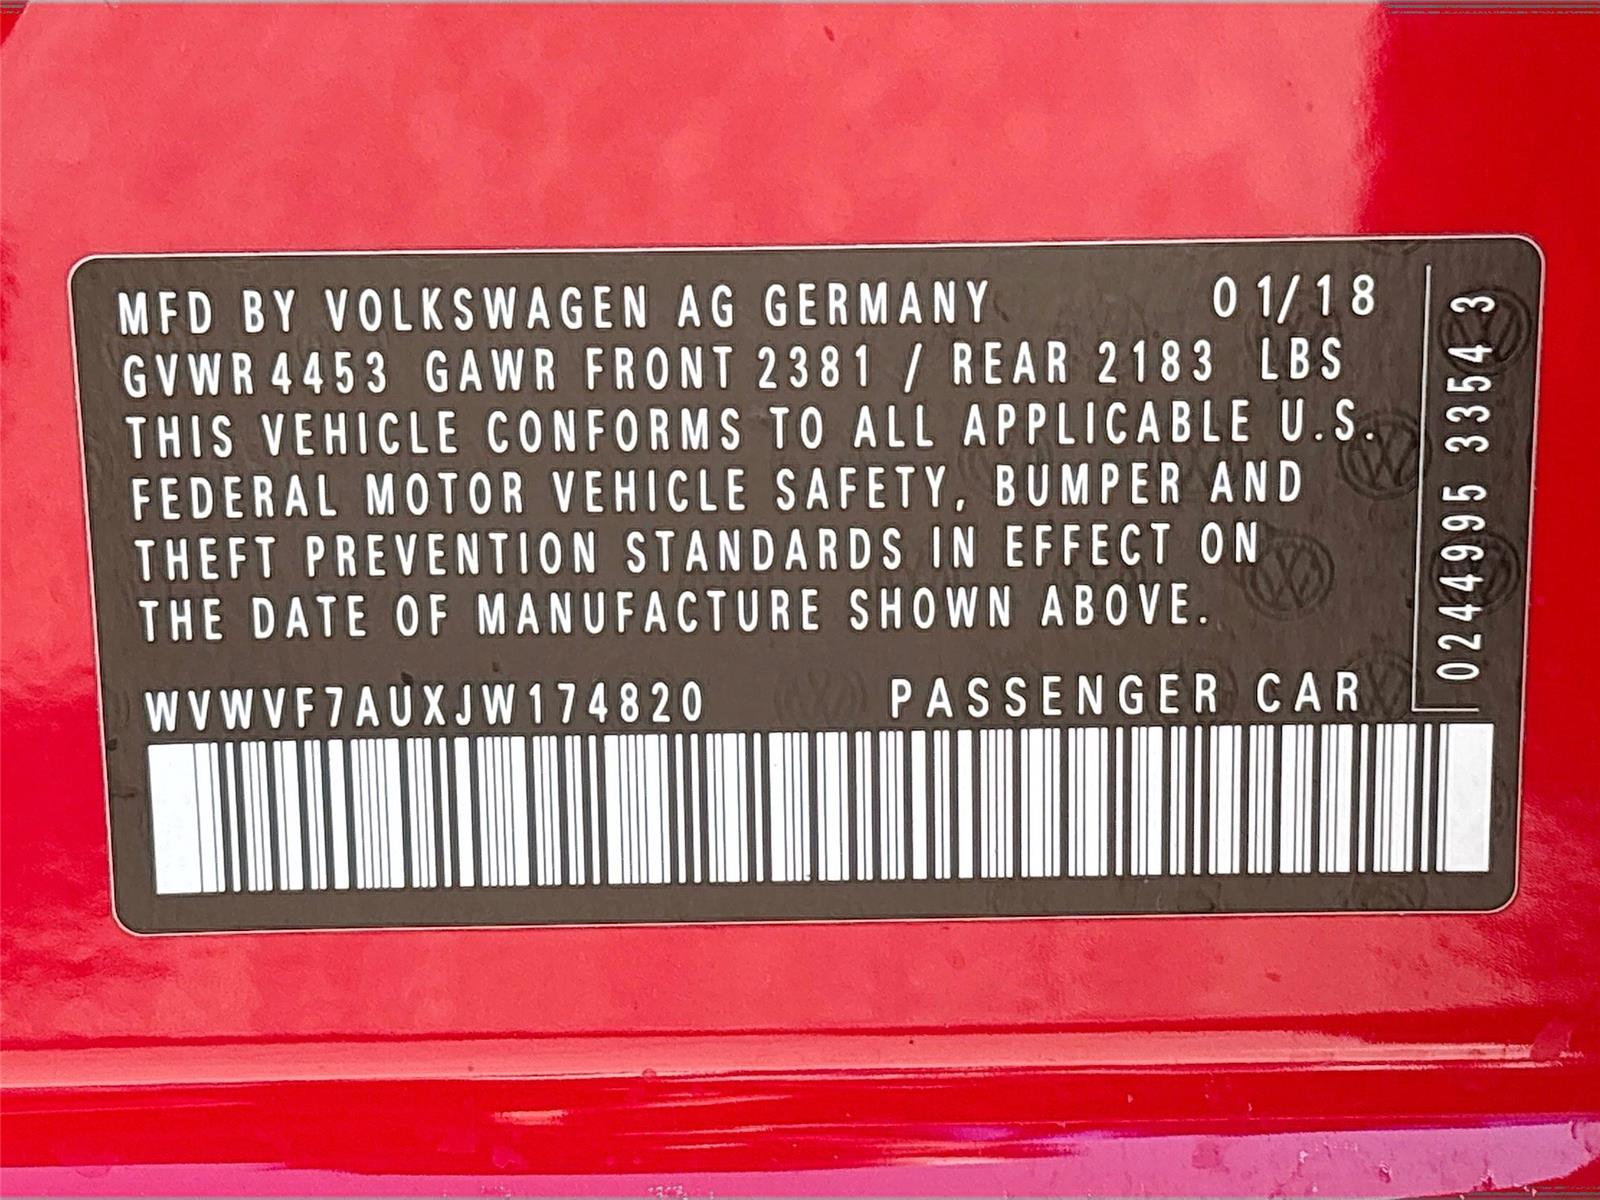 MFD BY VOLKSWAGEN AG GERMANY 01/18
GVWR 4453 GAWR FRONT 2381 / REAR 2183 LBS
THIS VEHICLE CONFORMS TO ALL APPLICABLE U.S.
FEDERAL MOTOR VEHICLE SAFETY, BUMPER AND
THEFT PREVENTION STANDARDS IN EFFECT ON
THE DATE OF MANUFACTURE SHOWN ABOVE.
WVWVF7AUXJW174820 PASSENGER CAR
0244995 3354 3